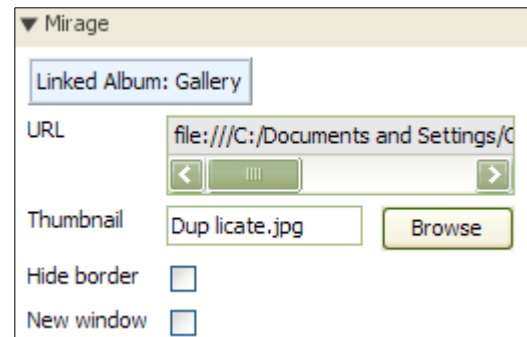 Mirage
Linked Album: Gallery
URL
file:///C:/Documents and Settings/
Thumbnail
Dup licate.jpg
Browse
Hide border
New window